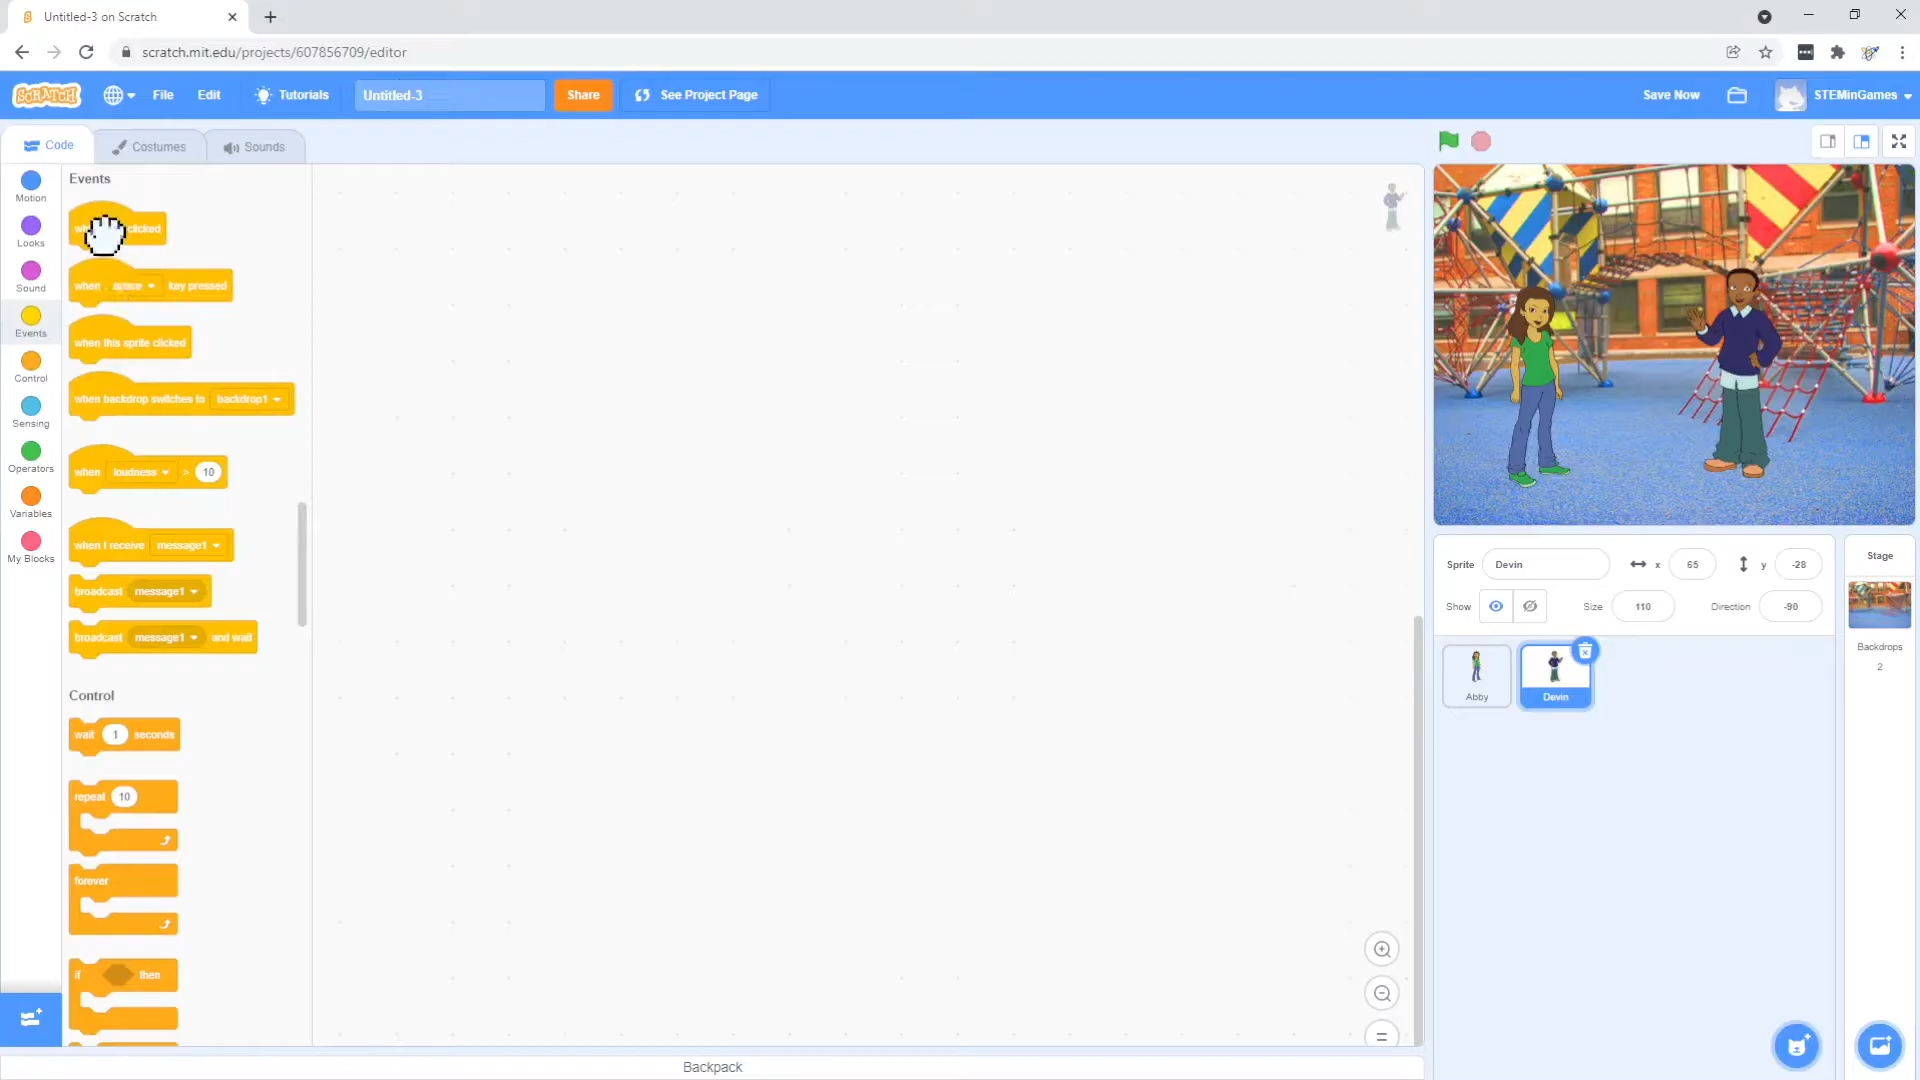 Untitled-3 on Scratch
scratch.mit.edu/projects/607856709/editor
SCRATCH File Edit Tutorials Untitled-3 Share See Project Page Save Now STEMinGames
Code Costumes Sounds
Motion
Looks
Sound
Events
Control
Sensing
Operators
Variables
My Blocks
Events
clicked
when space key pressed
when this sprite clicked
when backdrop switches to backdrop1
when loudness > 10
when I receive message1
broadcast message1
broadcast message1 and wait
Control
wait 1 seconds
repeat 10
forever
if then
Sprite Devin x 65 y -28
Show Size 110 Direction -90
Abby
Devin
Stage
Backdrops
2
Backpack